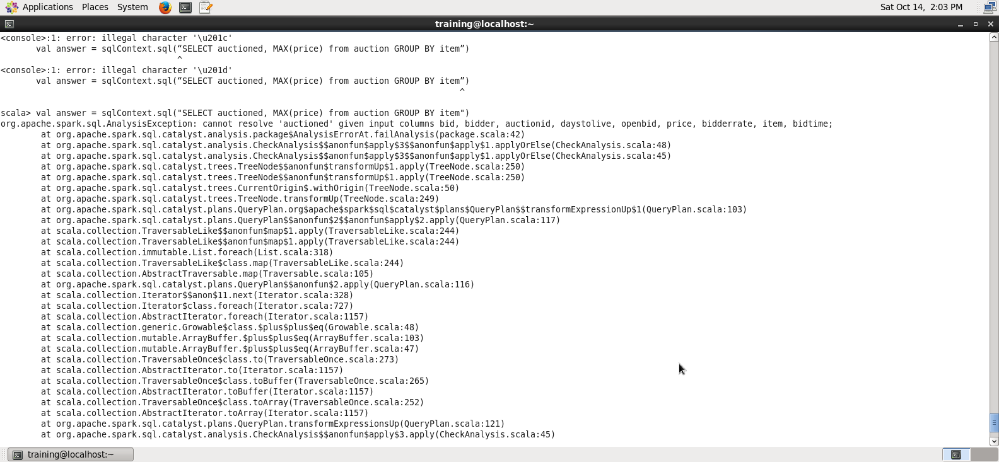 Applications Places System Sat Oct 14, 2:03 PM
training@localhost:~
<console>:1: error: illegal character '\u201c'
val answer = sqlContext.sql(“SELECT auctioned, MAX(price) from auction GROUP BY item”)
^
<console>:1: error: illegal character '\u201d'
val answer = sqlContext.sql(“SELECT auctioned, MAX(price) from auction GROUP BY item”)
^
scala> val answer = sqlContext.sql("SELECT auctioned, MAX(price) from auction GROUP BY item")
org.apache.spark.sql.AnalysisException: cannot resolve 'auctioned' given input columns bid, bidder, auctionid, daystolive, openbid, price, bidderrate, item, bidtime;
at org.apache.spark.sql.catalyst.analysis.package$AnalysisErrorAt.failAnalysis(package.scala:42)
at org.apache.spark.sql.catalyst.analysis.CheckAnalysis$$anonfun$apply$3$$anonfun$apply$1.applyOrElse(CheckAnalysis.scala:48)
at org.apache.spark.sql.catalyst.analysis.CheckAnalysis$$anonfun$apply$3$$anonfun$apply$1.applyOrElse(CheckAnalysis.scala:45)
at org.apache.spark.sql.catalyst.trees.TreeNode$$anonfun$transformUp$1.apply(TreeNode.scala:250)
at org.apache.spark.sql.catalyst.trees.TreeNode$$anonfun$transformUp$1.apply(TreeNode.scala:250)
at org.apache.spark.sql.catalyst.trees.CurrentOrigin$.withOrigin(TreeNode.scala:50)
at org.apache.spark.sql.catalyst.trees.TreeNode.transformUp(TreeNode.scala:249)
at org.apache.spark.sql.catalyst.plans.QueryPlan.org$apache$spark$sql$catalyst$plans$QueryPlan$$transformExpressionUp$1(QueryPlan.scala:103)
at org.apache.spark.sql.catalyst.plans.QueryPlan$$anonfun$2$$anonfun$apply$2.apply(QueryPlan.scala:117)
at scala.collection.TraversableLike$$anonfun$map$1.apply(TraversableLike.scala:244)
at scala.collection.TraversableLike$$anonfun$map$1.apply(TraversableLike.scala:244)
at scala.collection.immutable.List.foreach(List.scala:318)
at scala.collection.TraversableLike$class.map(TraversableLike.scala:244)
at scala.collection.AbstractTraversable.map(Traversable.scala:105)
at org.apache.spark.sql.catalyst.plans.QueryPlan$$anonfun$2.apply(QueryPlan.scala:116)
at scala.collection.Iterator$$anon$11.next(Iterator.scala:328)
at scala.collection.Iterator$class.foreach(Iterator.scala:727)
at scala.collection.AbstractIterator.foreach(Iterator.scala:1157)
at scala.collection.generic.Growable$class.$plus$plus$eq(Growable.scala:48)
at scala.collection.mutable.ArrayBuffer.$plus$plus$eq(ArrayBuffer.scala:103)
at scala.collection.mutable.ArrayBuffer.$plus$plus$eq(ArrayBuffer.scala:47)
at scala.collection.TraversableOnce$class.to(TraversableOnce.scala:273)
at scala.collection.AbstractIterator.to(Iterator.scala:1157)
at scala.collection.TraversableOnce$class.toBuffer(TraversableOnce.scala:265)
at scala.collection.AbstractIterator.toBuffer(Iterator.scala:1157)
at scala.collection.TraversableOnce$class.toArray(TraversableOnce.scala:252)
at scala.collection.AbstractIterator.toArray(Iterator.scala:1157)
at org.apache.spark.sql.catalyst.plans.QueryPlan.transformExpressionsUp(QueryPlan.scala:121)
at org.apache.spark.sql.catalyst.analysis.CheckAnalysis$$anonfun$apply$3.apply(CheckAnalysis.scala:45)
training@localhost:~